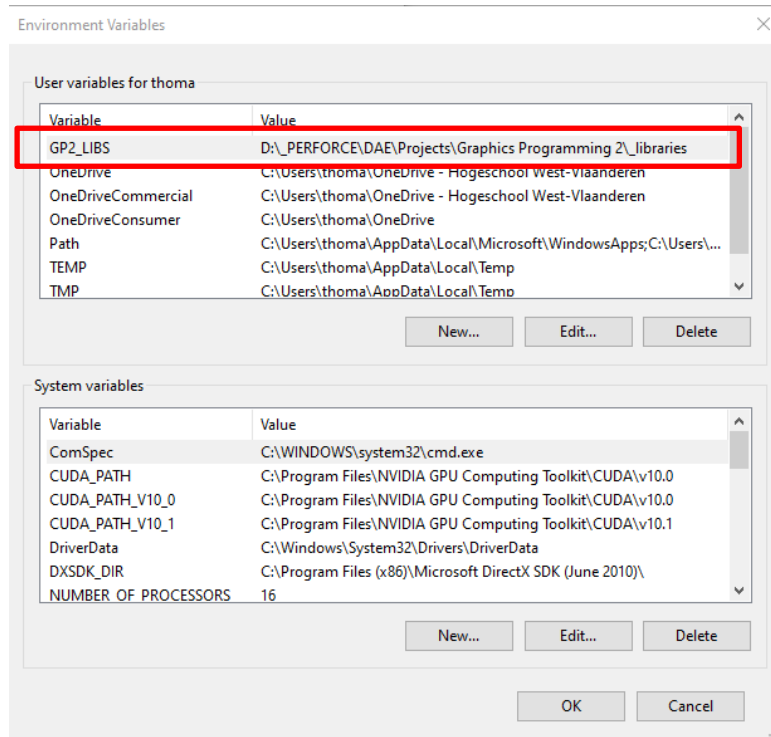 Environment Variables
User variables for thoma
Variable Value
GP2_LIBS D:\_PERFORCE\DAE\Projects\Graphics Programming 2\_libraries
OneDrive C:\Users\thoma\OneDrive - Hogeschool West-Vlaanderen
OneDriveCommercial C:\Users\thoma\OneDrive - Hogeschool West-Vlaanderen
OneDriveConsumer C:\Users\thoma\OneDrive
Path C:\Users\thoma\AppData\Local\Microsoft\WindowsApps;C:\Users\...
TEMP C:\Users\thoma\AppData\Local\Temp
TMP C:\Users\thoma\AppData\Local\Temp
New... Edit... Delete
System variables
Variable Value
ComSpec C:\WINDOWS\system32\cmd.exe
CUDA_PATH C:\Program Files\NVIDIA GPU Computing Toolkit\CUDA\v10.0
CUDA_PATH_V10_0 C:\Program Files\NVIDIA GPU Computing Toolkit\CUDA\v10.0
CUDA_PATH_V10_1 C:\Program Files\NVIDIA GPU Computing Toolkit\CUDA\v10.1
DriverData C:\Windows\System32\Drivers\DriverData
DXSDK_DIR C:\Program Files (x86)\Microsoft DirectX SDK (June 2010)\
NUMBER_OF_PROCESSORS 16
New... Edit... Delete
OK Cancel